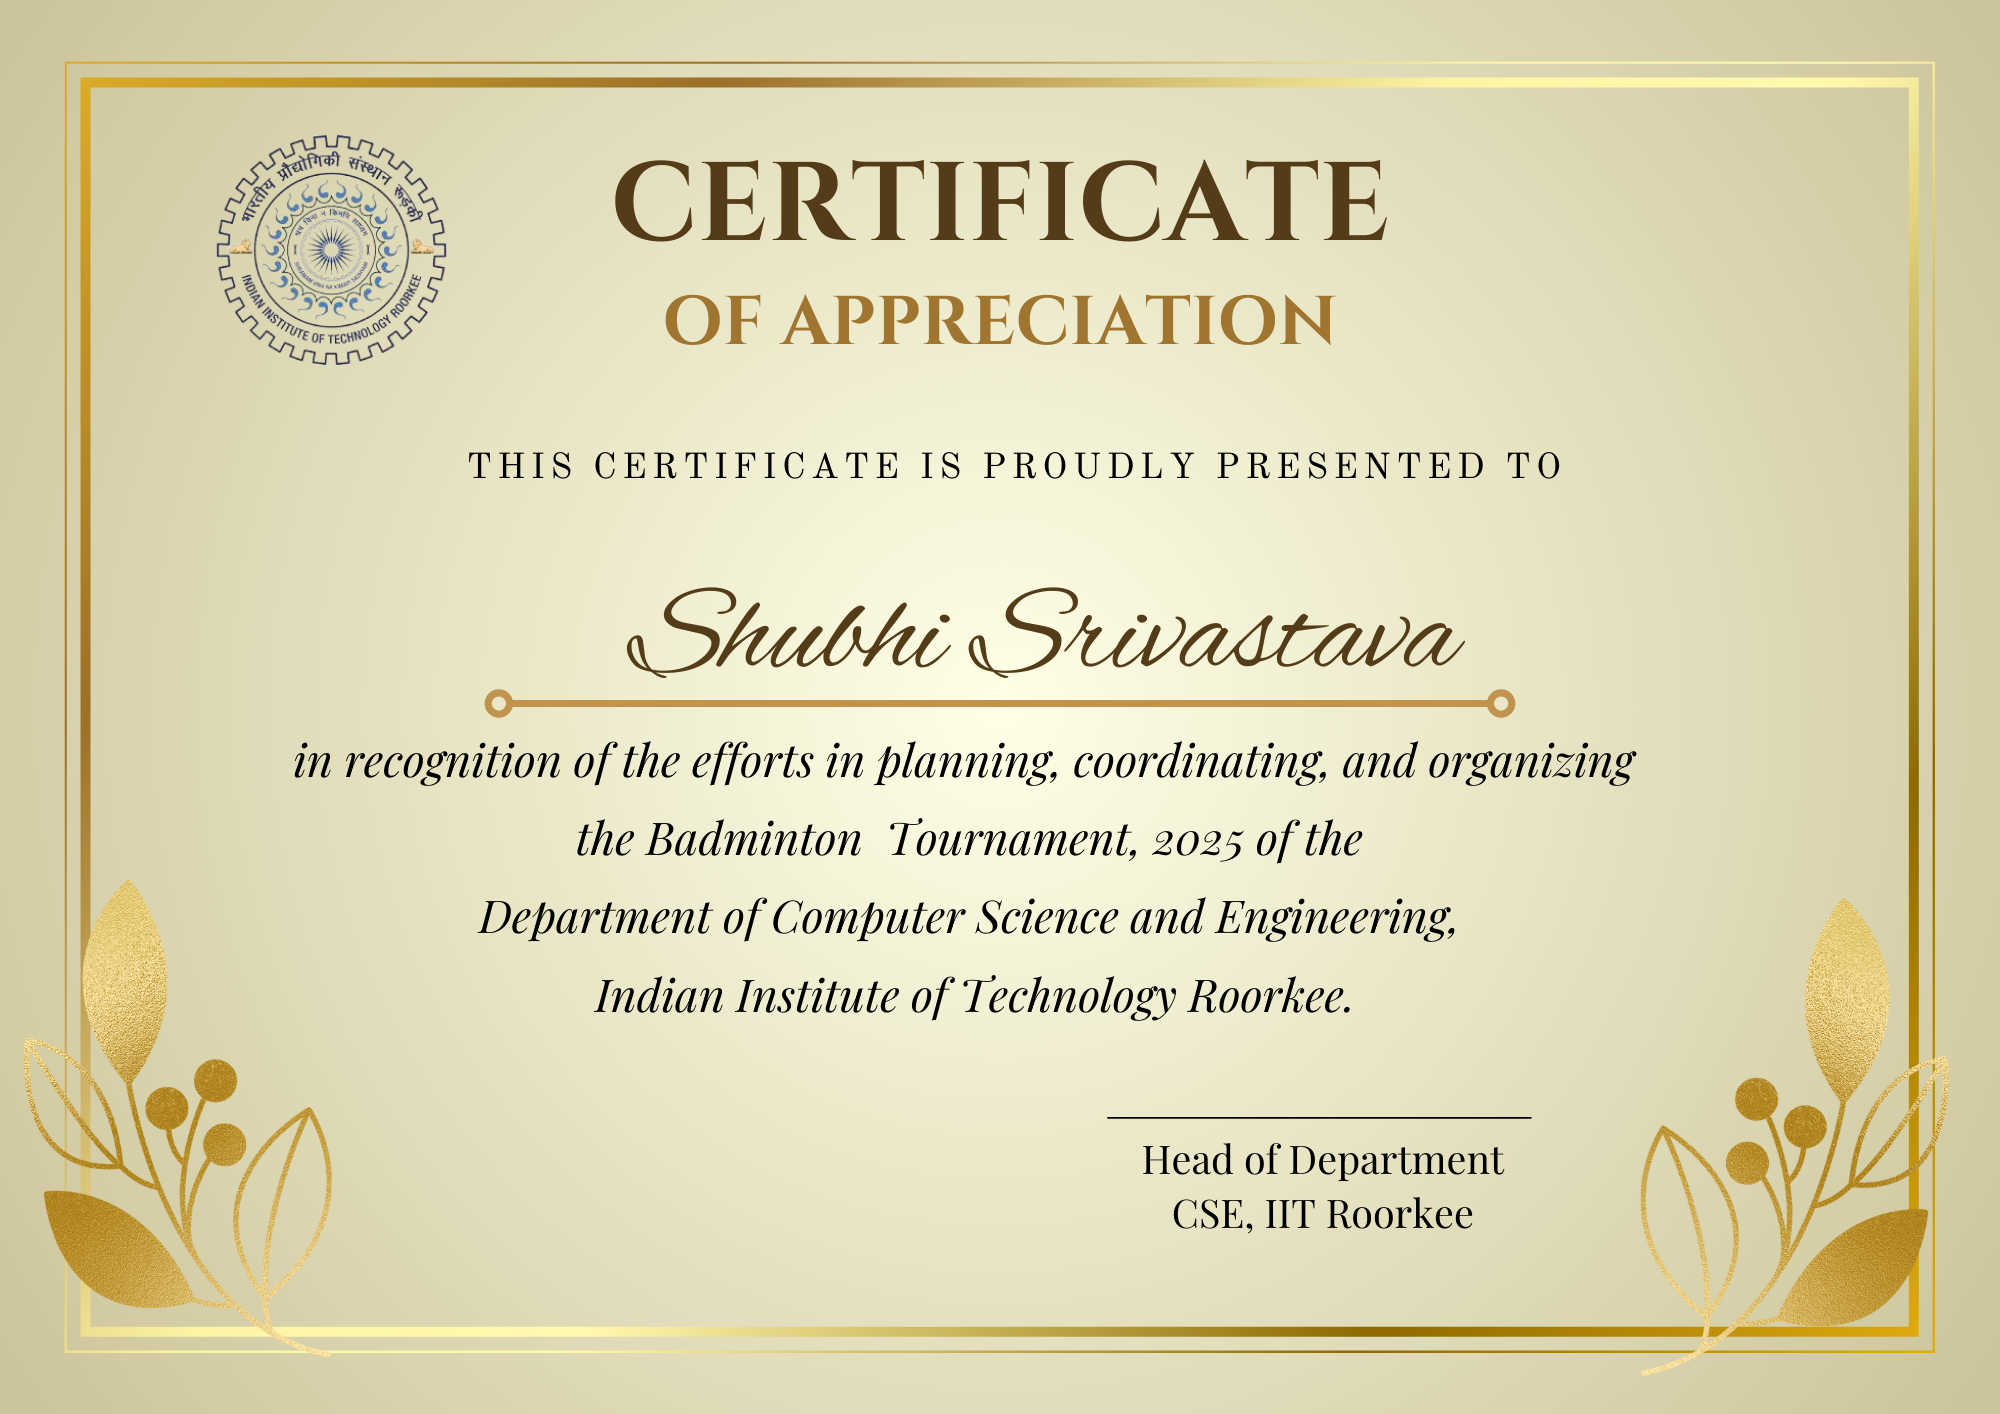 भारतीय प्रौद्योगिकी संस्थान रूड़की
INDIAN INSTITUTE OF TECHNOLOGY ROORKEE
CERTIFICATE
OF APPRECIATION
THIS CERTIFICATE IS PROUDLY PRESENTED TO
Shubhi Srivastava
in recognition of the efforts in planning, coordinating, and organizing
the Badminton Tournament, 2025 of the
Department of Computer Science and Engineering,
Indian Institute of Technology Roorkee.
Head of Department
CSE, IIT Roorkee